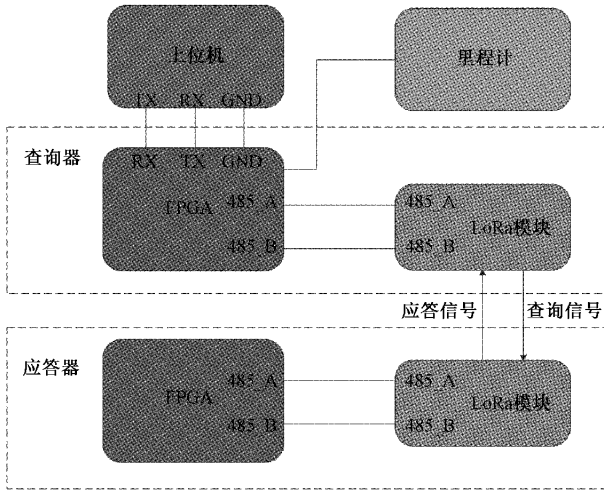 上位机
里程计
TX RX GND
查询器
RX TX GND
FPGA
485_A
485_A
LoRa模块
485_B
485_B
应答信号
查询信号
应答器
485_A
485_A
FPGA
LoRa模块
485_B
485_B